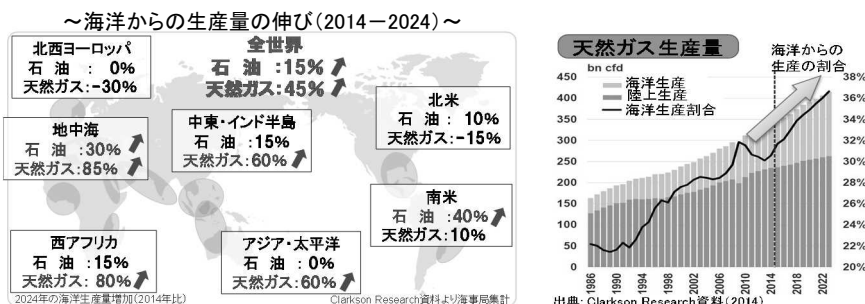 ～海洋からの生産量の伸び(2014－2024)～
北西ヨーロッパ
石油 : 0%
天然ガス:-30%
全世界
石油 :15%
天然ガス:45%
北米
石油: 10%
天然ガス:-15%
地中海
石油 :30%
天然ガス:85%
中東・インド半島
石油 :15%
天然ガス:60%
南米
石油 :40%
天然ガス:10%
西アフリカ
石油 :15%
天然ガス: 80%
アジア・太平洋
石油 : 0%
天然ガス:60%
2024年の海洋生産量増加(2014年比)
Clarkson Research資料より海事局集計
天然ガス生産量
海洋からの
生産の割合
bn cfd
海洋生産
陸上生産
海洋生産割合
450
400
350
300
250
200
150
100
50
0
38%
36%
34%
32%
30%
28%
26%
24%
22%
20%
1986
1990
1994
1998
2002
2006
2010
2014
2018
2022
出典: Clarkson Research資料(2014)